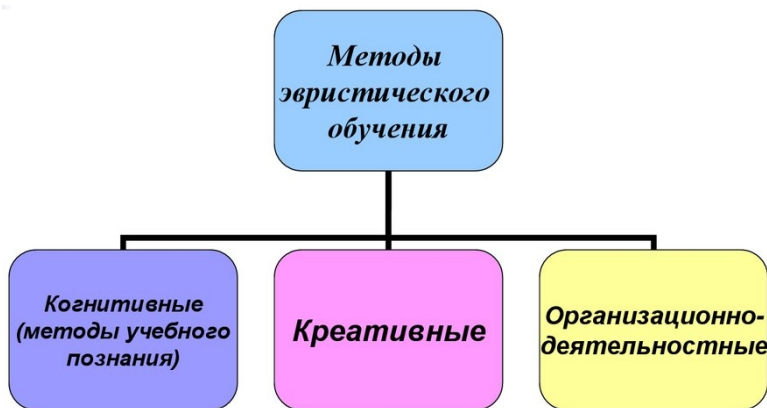 Методы
эвристического
обучения
Когнитивные
(методы учебного
познания)
Креативные
Организационно-
деятельностные